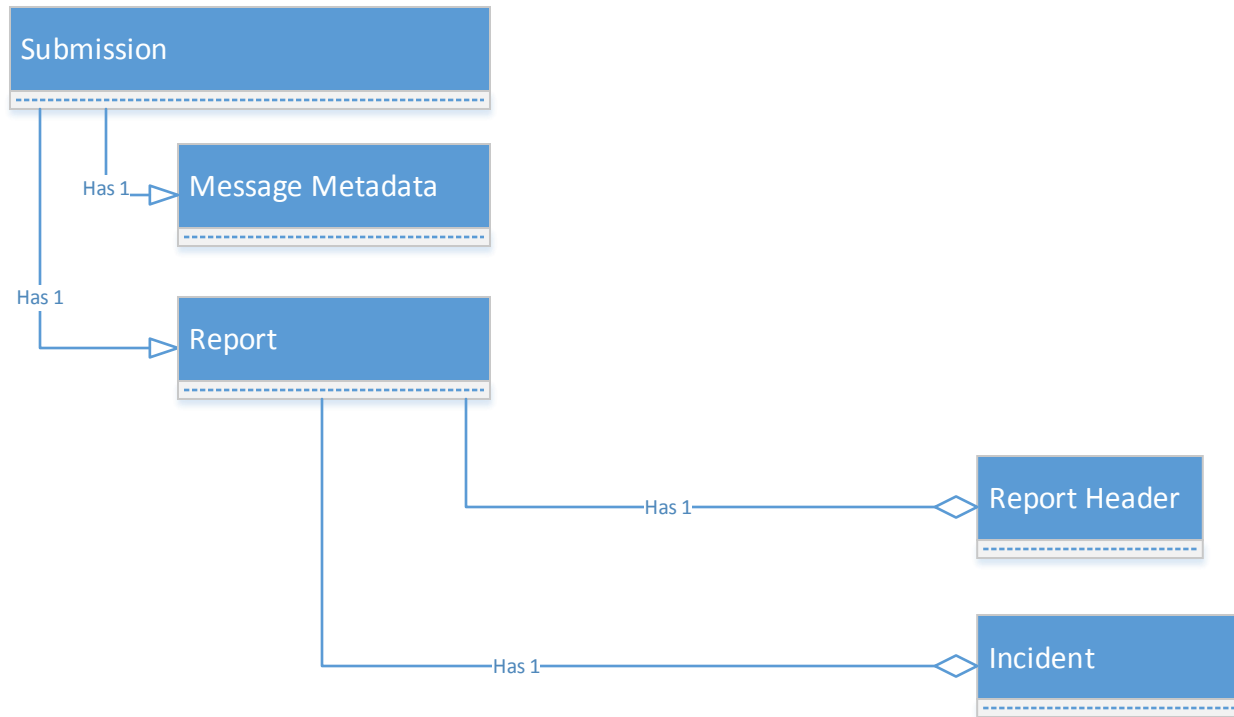 Submission
Has 1
Message Metadata
Has 1
Report
Has 1
Report Header
Has 1
Incident